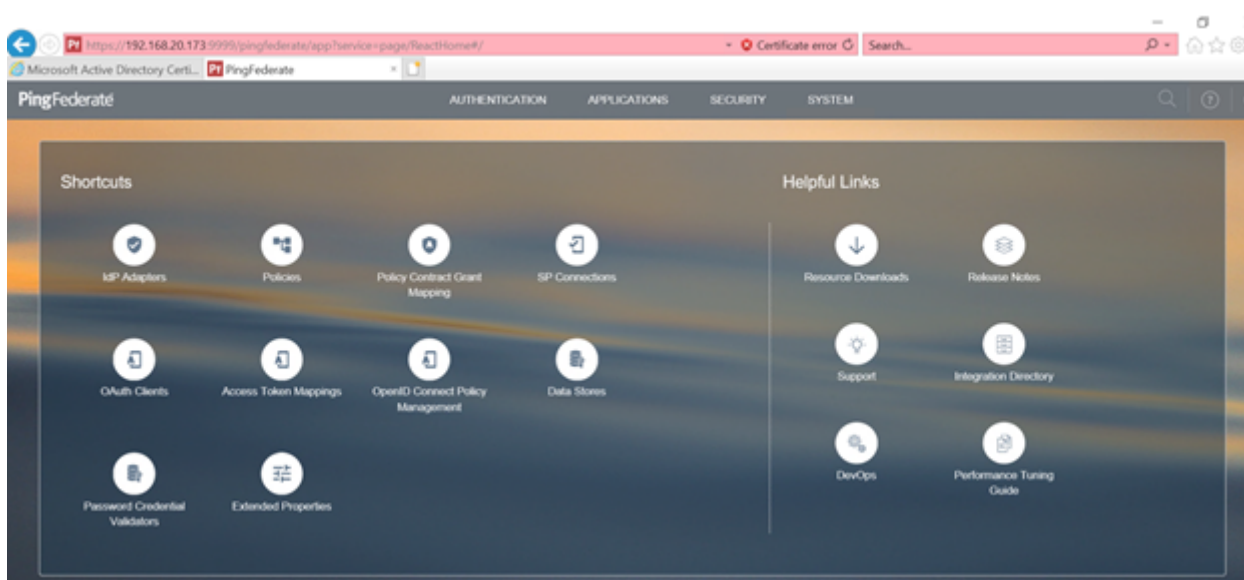 https://192.168.20.173:9999/pingfederate/app?service=page/ReactHome#/
Certificate error
Search...
Microsoft Active Directory Certi...
PingFederate
PingFederate
AUTHENTICATION
APPLICATIONS
SECURITY
SYSTEM
Shortcuts
IdP Adapters
Policies
Policy Contract Grant
Mapping
SP Connections
OAuth Clients
Access Token Mappings
OpenID Connect Policy
Management
Data Stores
Password Credential
Validators
Extended Properties
Helpful Links
Resource Downloads
Release Notes
Support
Integration Directory
DevOps
Performance Tuning
Guide